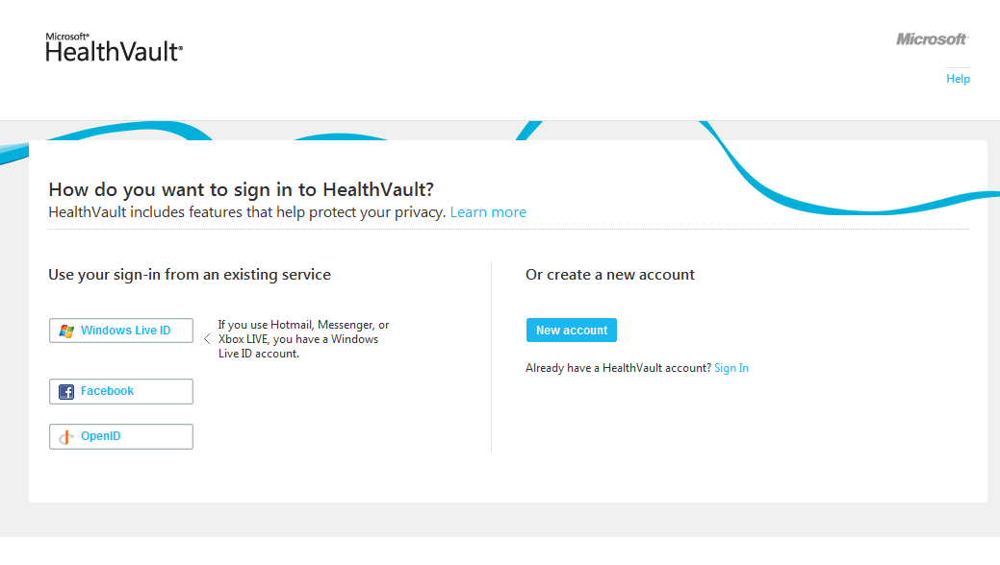 Microsoft®
HealthVault®
Microsoft
Help
How do you want to sign in to HealthVault?
HealthVault includes features that help protect your privacy. Learn more
Use your sign-in from an existing service
Windows Live ID
If you use Hotmail, Messenger, or
Xbox LIVE, you have a Windows
Live ID account.
Facebook
OpenID
Or create a new account
New account
Already have a HealthVault account? Sign In